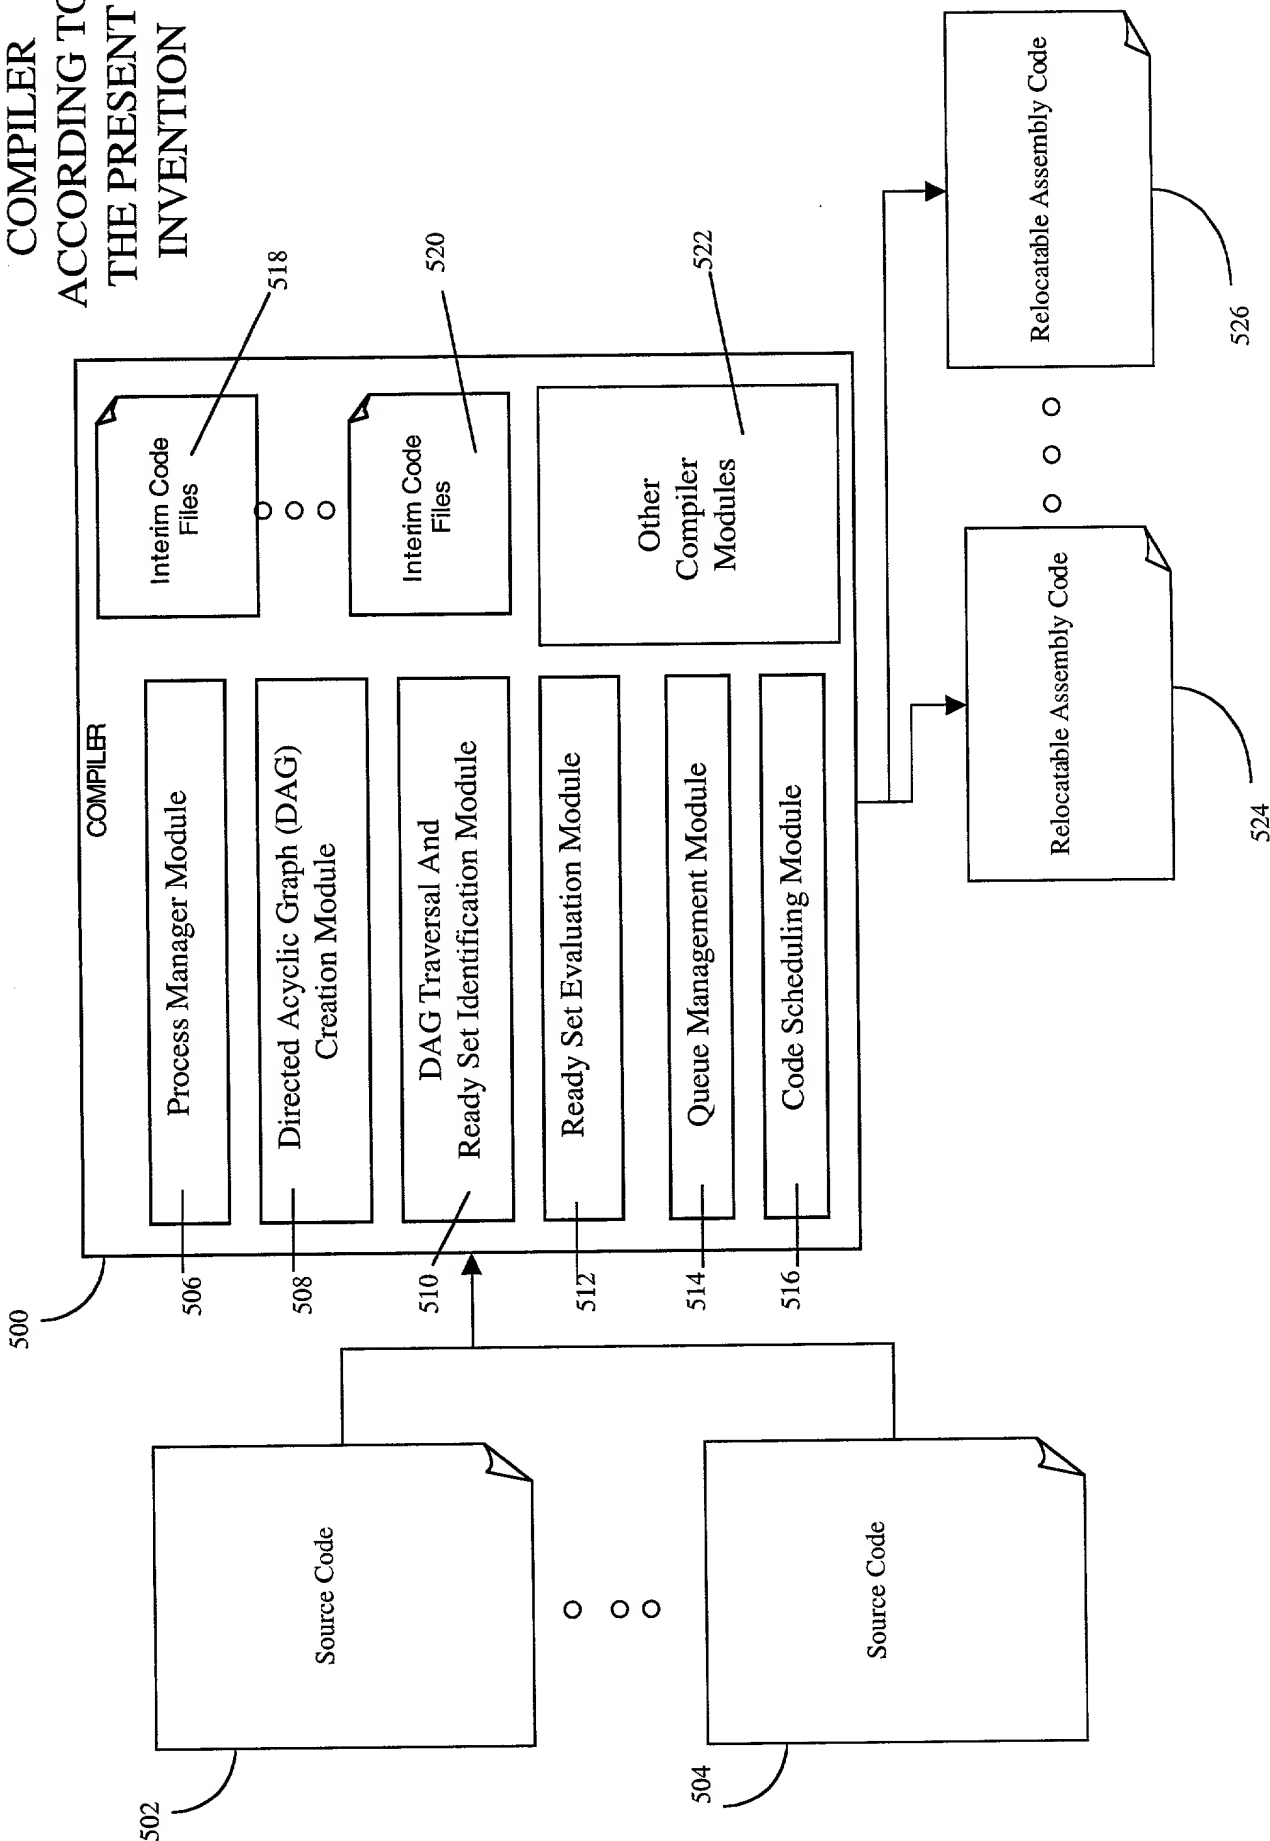 COMPILER
ACCORDING TO
THE PRESENT
INVENTION
500
COMPILER
506
Process Manager Module
508
Directed Acyclic Graph (DAG)
Creation Module
510
DAG Traversal And
Ready Set Identification Module
512
Ready Set Evaluation Module
514
Queue Management Module
516
Code Scheduling Module
Interim Code
Files
518
Interim Code
Files
520
Other
Compiler
Modules
522
502
Source Code
504
Source Code
Relocatable Assembly Code
524
Relocatable Assembly Code
526